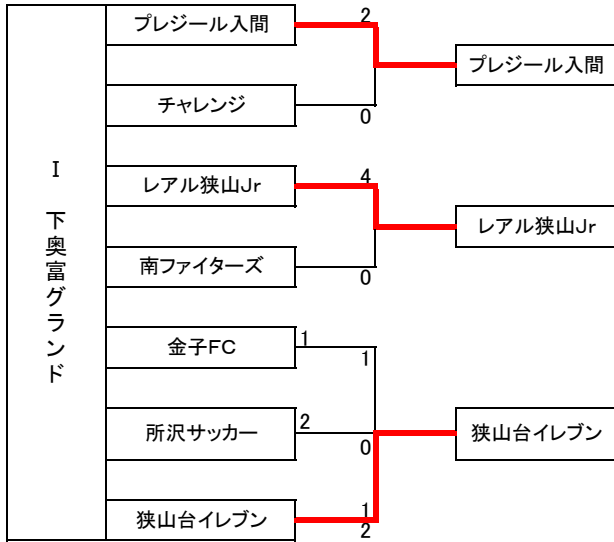 I 下奥富グランド
プレジール入間
2
プレジール入間
チャレンジ
0
レアル狭山Jr
4
レアル狭山Jr
南ファイターズ
0
金子FC
1
1
所沢サッカー
2
0
狭山台イレブン
狭山台イレブン
1
2